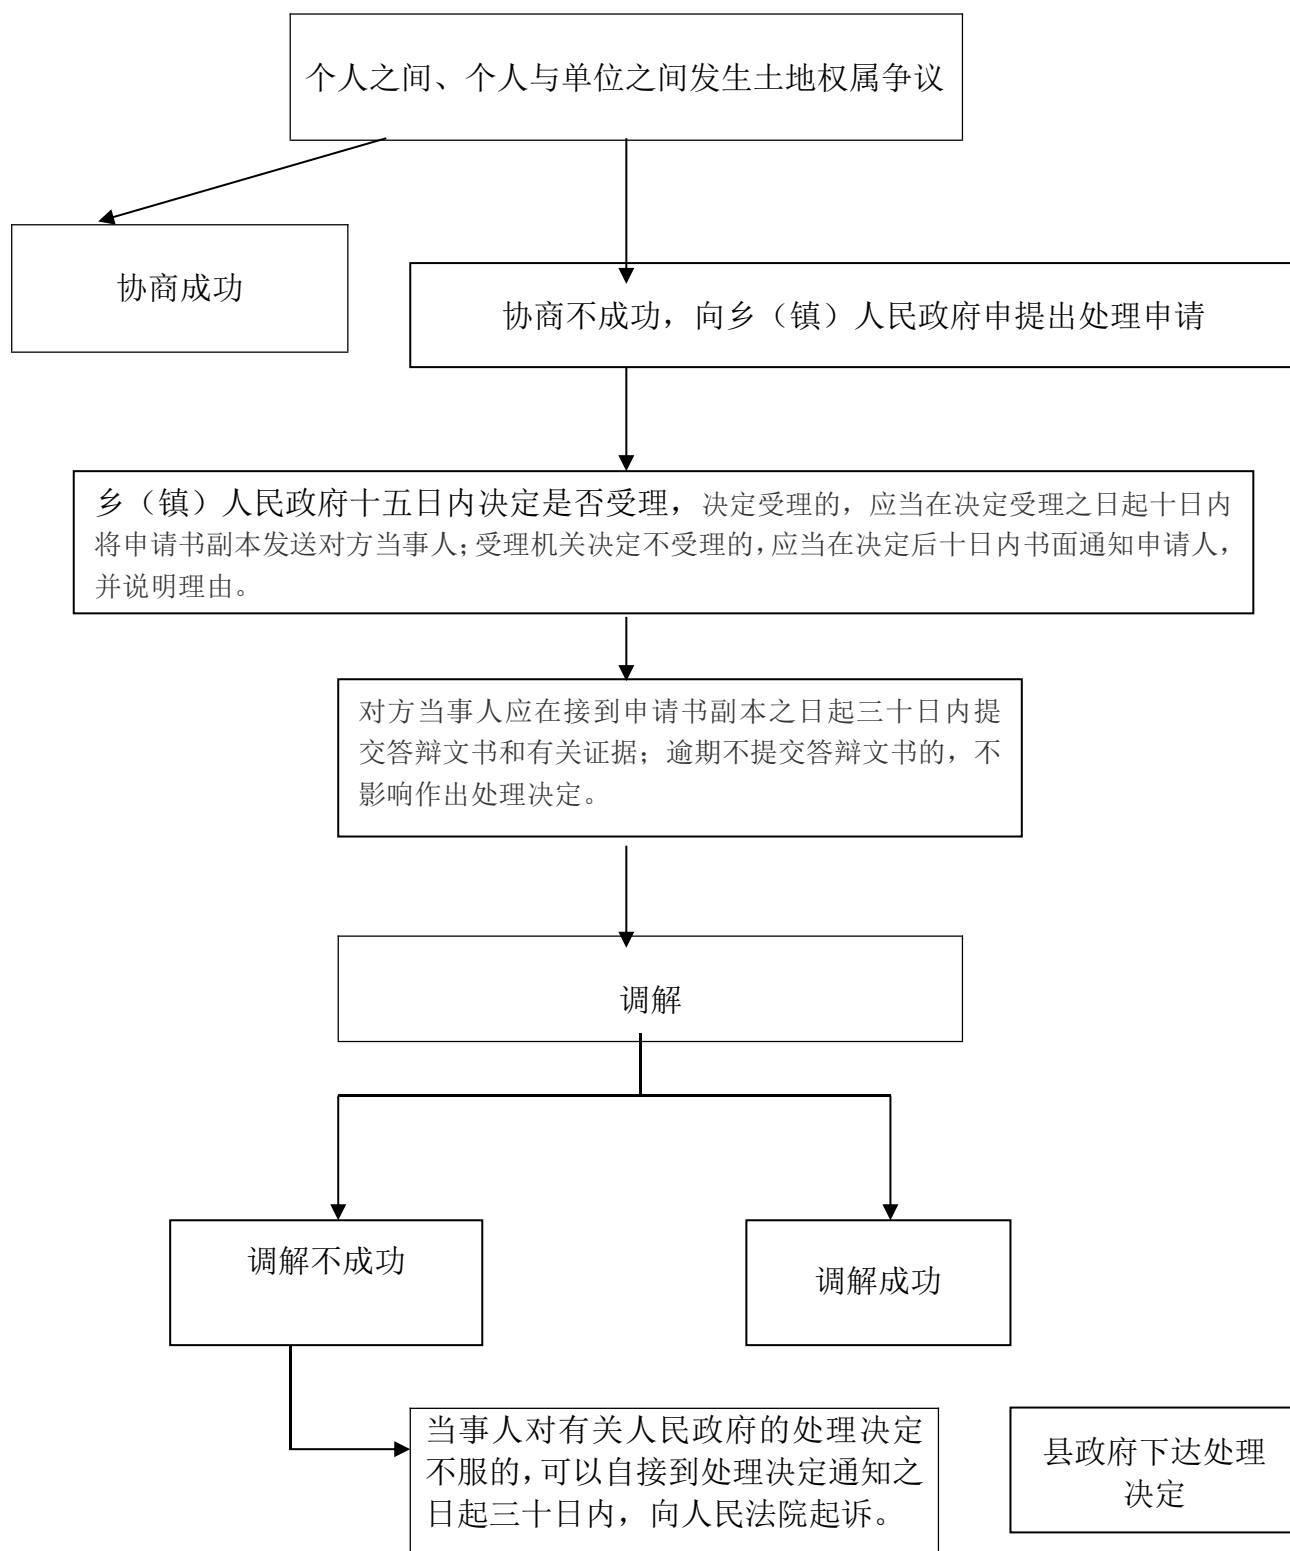 个人之间、个人与单位之间发生土地权属争议
协商成功
协商不成功，向乡（镇）人民政府申提出处理申请
乡（镇）人民政府十五日内决定是否受理，决定受理的，应当在决定受理之日起十日内
将申请书副本发送对方当事人；受理机关决定不受理的，应当在决定后十日内书面通知申请人，
并说明理由。
对方当事人应在接到申请书副本之日起三十日内提
交答辩文书和有关证据；逾期不提交答辩文书的，不
影响作出处理决定。
调解
调解不成功
调解成功
当事人对有关人民政府的处理决定
不服的，可以自接到处理决定通知之
日起三十日内，向人民法院起诉。
县政府下达处理
决定